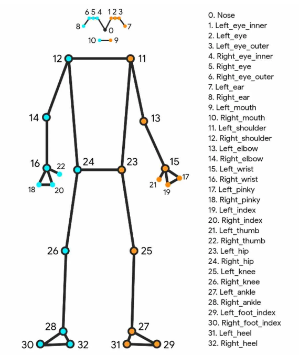 6 5 4 1 2 3
8 0 7
10 9
12 11
14 13
16 22 24 23 15
18 20 21 19 17
26 25
28 27
30 32 31 29
0. Nose
1. Left_eye_inner
2. Left_eye
3. Left_eye_outer
4. Right_eye_inner
5. Right_eye
6. Right_eye_outer
7. Left_ear
8. Right_ear
9. Left_mouth
10. Right_mouth
11. Left_shoulder
12. Right_shoulder
13. Left_elbow
14. Right_elbow
15. Left_wrist
16. Right_wrist
17. Left_pinky
18. Right_pinky
19. Left_index
20. Right_index
21. Left_thumb
22. Right_thumb
23. Left_hip
24. Right_hip
25. Left_knee
26. Right_knee
27. Left_ankle
28. Right_ankle
29. Left_foot_index
30. Right_foot_index
31. Left_heel
32. Right_heel